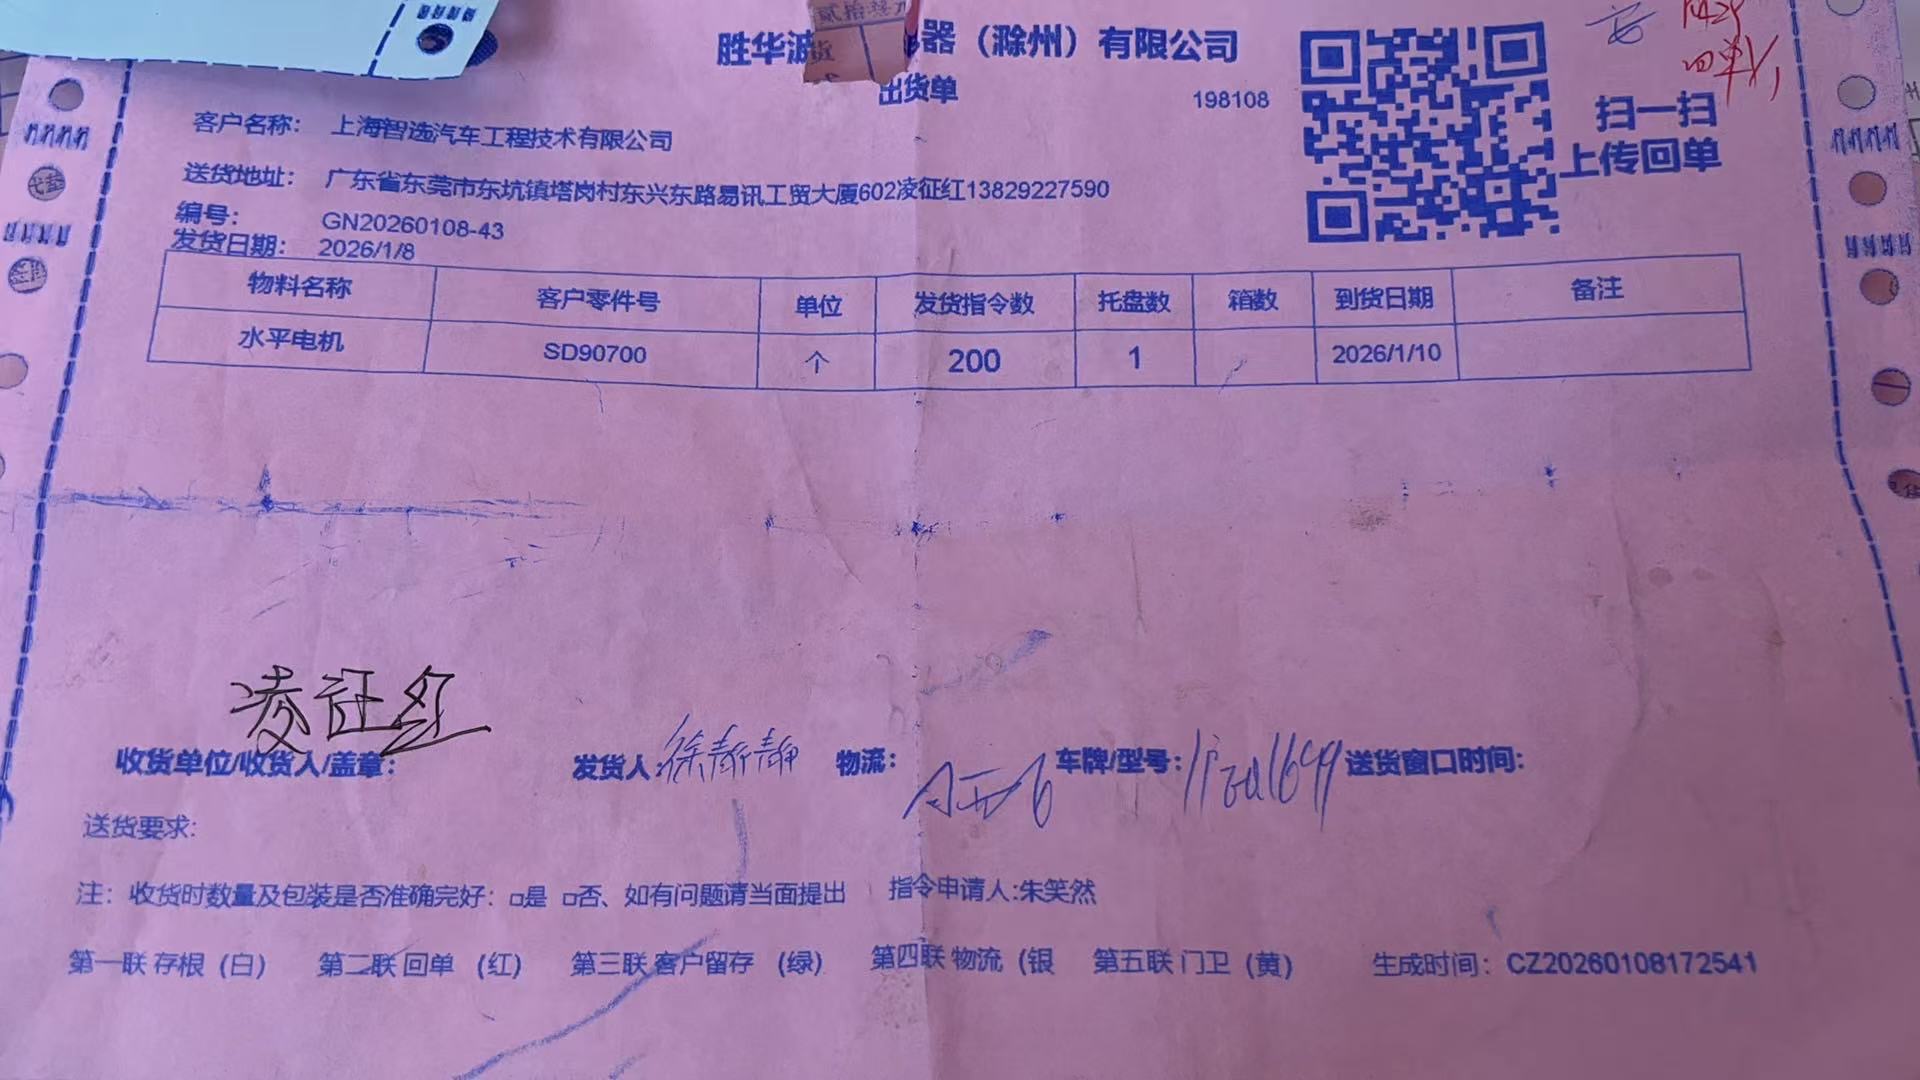 贰拾
胜华波 器（滁州）有限公司
出货单
198108
扫一扫
上传回单
回单
客户名称： 上海智选汽车工程技术有限公司
送货地址： 广东省东莞市东坑镇塔岗村东兴东路易讯工贸大厦602凌征红13829227590
编号： GN20260108-43
发货日期： 2026/1/8
物料名称 客户零件号 单位 发货指令数 托盘数 箱数 到货日期 备注
水平电机 SD90700 个 200 1 2026/1/10
凌征红
收货单位/收货人/盖章： 发货人： 徐静静 物流： 车牌/型号： 送货窗口时间：
送货要求：
注：收货时数量及包装是否准确完好：□是 □否、如有问题请当面提出 指令申请人:朱笑然
第一联 存根（白） 第二联 回单 （红） 第三联 客户留存 （绿） 第四联 物流（银 第五联 门卫（黄） 生成时间：CZ20260108172541